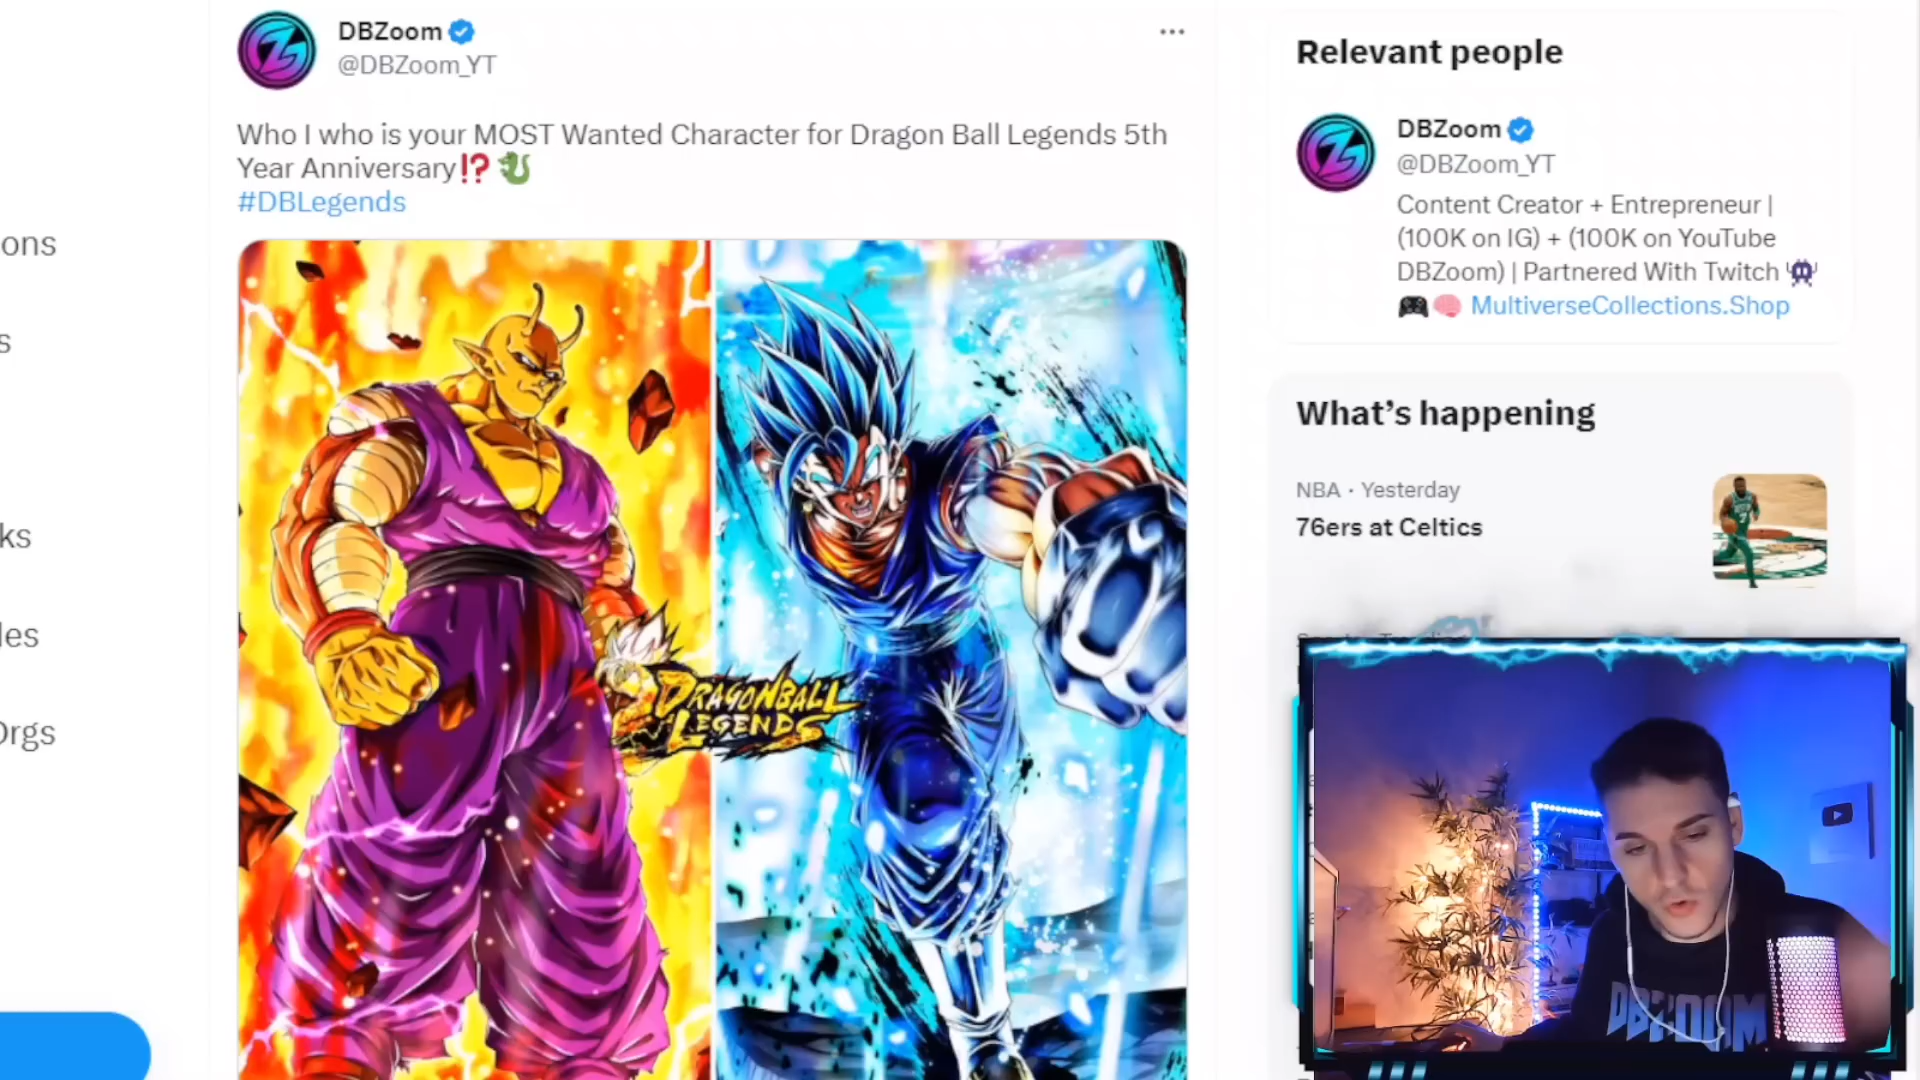 DBZoom
@DBZoom_YT
Who I who is your MOST Wanted Character for Dragon Ball Legends 5th
Year Anniversary⁉️🐉
#DBLegends
DRAGONBALL
LEGENDS
ons
s
ks
les
Orgs
Relevant people
DBZoom
@DBZoom_YT
Content Creator + Entrepreneur |
(100K on IG) + (100K on YouTube
DBZoom) | Partnered With Twitch 👾
🎮🧠 MultiverseCollections.Shop
What's happening
NBA · Yesterday
76ers at Celtics
DBZOOM